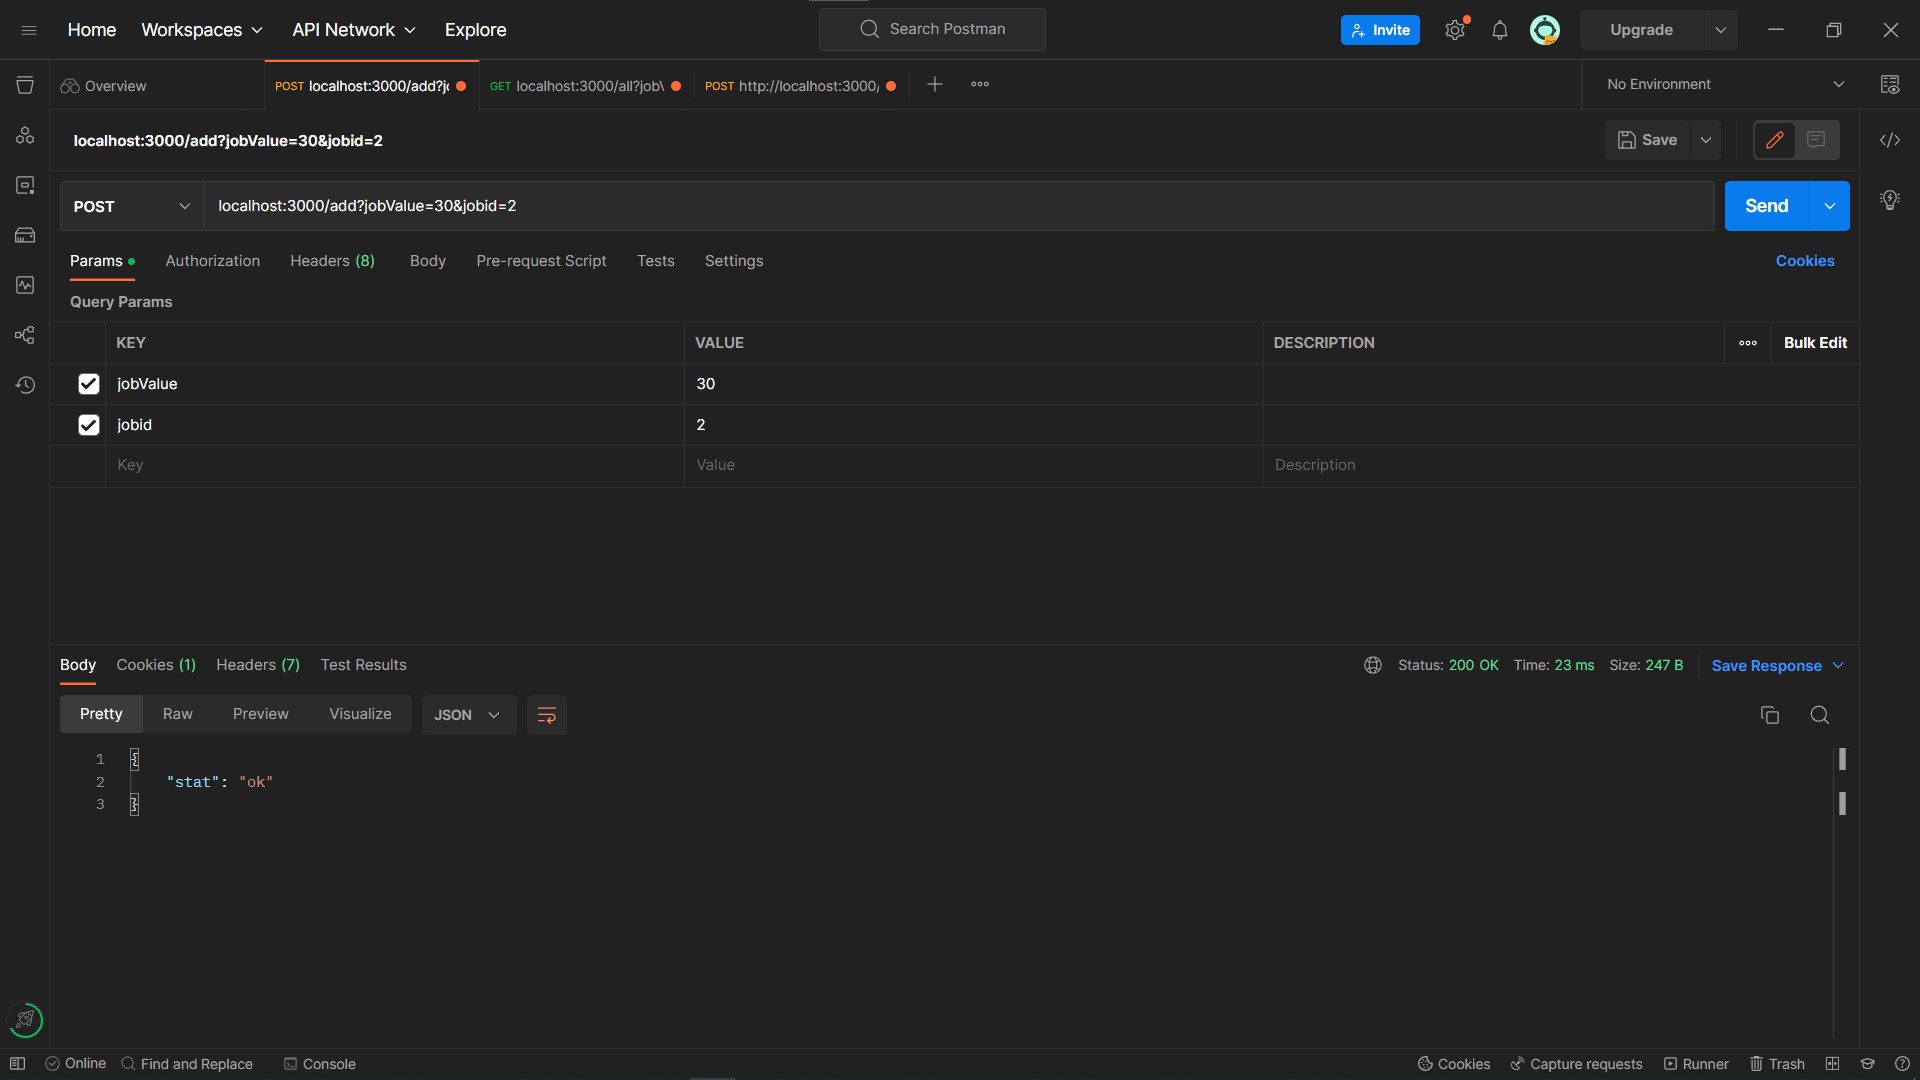 Home Workspaces API Network Explore Search Postman Invite Upgrade
Overview POST localhost:3000/add?j GET localhost:3000/all?job\ POST http://localhost:3000/ No Environment
localhost:3000/add?jobValue=30&jobid=2 Save
POST localhost:3000/add?jobValue=30&jobid=2 Send
Params Authorization Headers (8) Body Pre-request Script Tests Settings Cookies
Query Params
KEY VALUE DESCRIPTION Bulk Edit
jobValue 30
jobid 2
Key Value Description
Body Cookies (1) Headers (7) Test Results Status: 200 OK Time: 23 ms Size: 247 B Save Response
Pretty Raw Preview Visualize JSON
1 {
2 "stat": "ok"
3 }
Online Find and Replace Console Cookies Capture requests Runner Trash